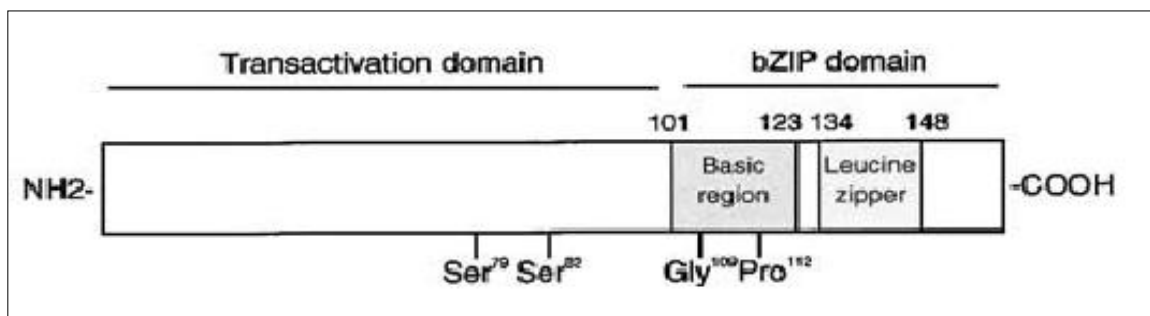 Transactivation domain bZIP domain
101 123 134 148
NH2- Basic region Leucine zipper -COOH
Ser79 Ser82 Gly109 Pro112